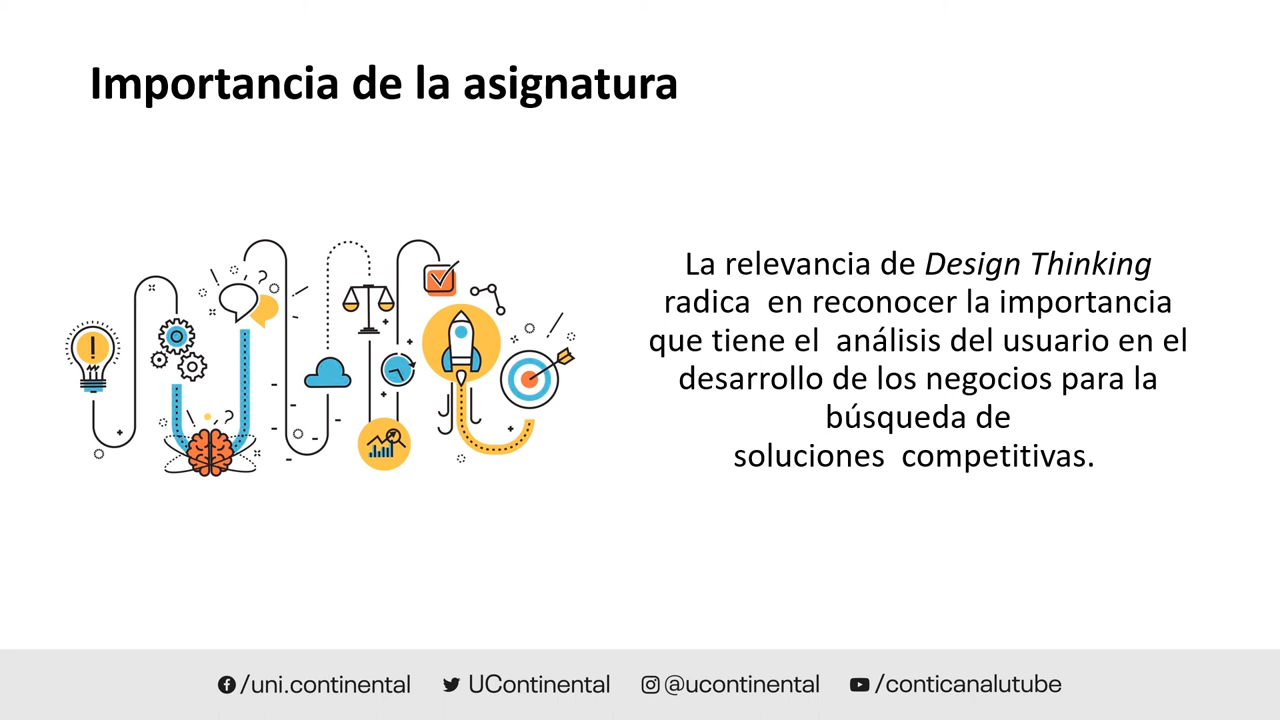 Importancia de la asignatura
La relevancia de Design Thinking
radica  en reconocer la importancia
que tiene el  análisis del usuario en el
desarrollo de los negocios para la
búsqueda de
soluciones  competitivas.
/uni.continental UContinental @ucontinental /conticanalutube